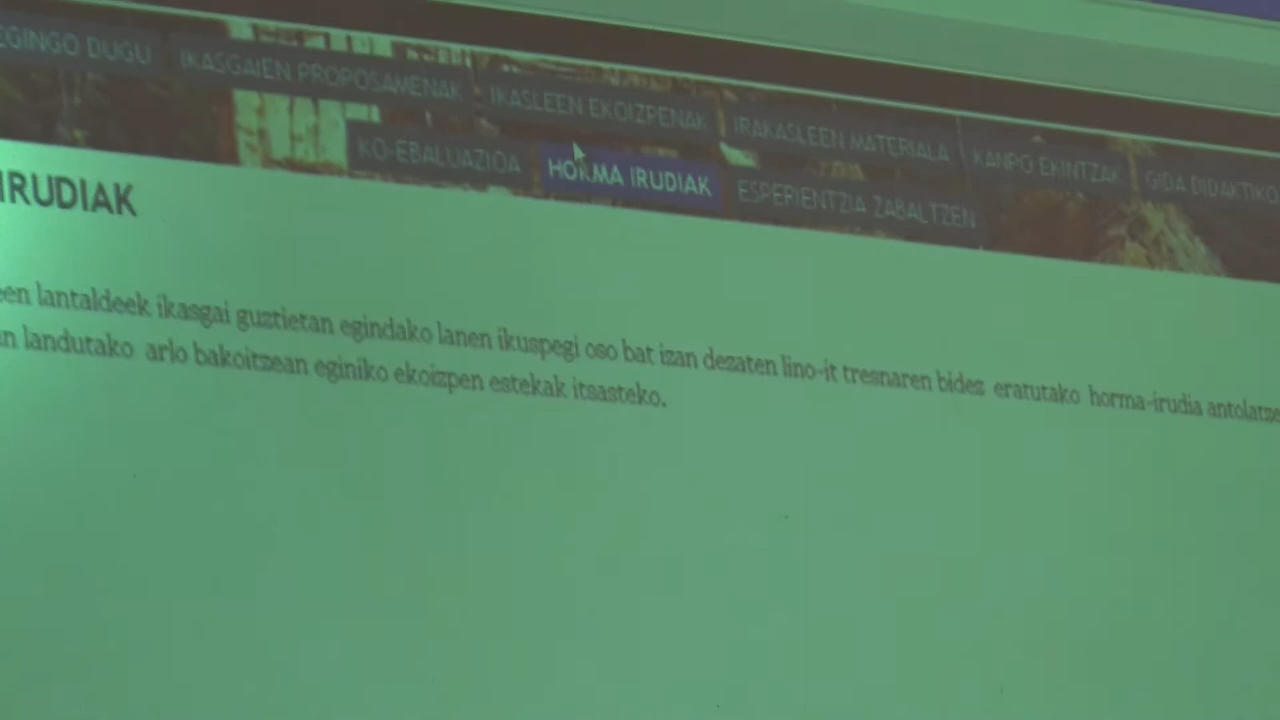 EGINGO DUGU IKASGAIEN PROPOSAMENAK IKASLEEN EKOIZPENAK IRAKASLEEN MATERIALA KANPO EKINTZAK GIDA DIDAKTIKO
KO-EBALUAZIOA HORMA IRUDIAK ESPERIENTZIA ZABALTZEN
IRUDIAK
een lantaldeek ikasgai guztietan egindako lanen ikuspegi oso bat izan dezaten lino-it tresnaren bidez eratutako horma-irudia antolatze
an landutako arlo bakoitzean eginiko ekoizpen estekak itsasteko.